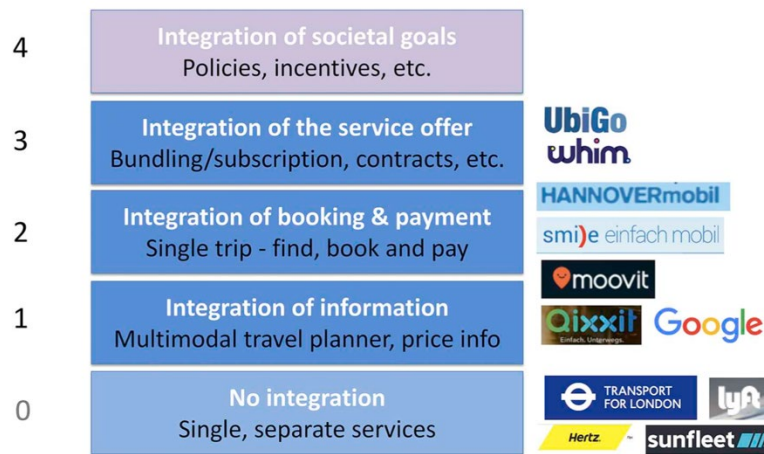 4
Integration of societal goals
Policies, incentives, etc.
3
Integration of the service offer
Bundling/subscription, contracts, etc.
UbiGo
whim
2
Integration of booking & payment
Single trip - find, book and pay
HANNOVERmobil
smi)e einfach mobil
1
Integration of information
Multimodal travel planner, price info
moovit
Qixxit
Einfach. Unterwegs.
Google
0
No integration
Single, separate services
TRANSPORT
FOR LONDON
lyft
Hertz.
sunfleet